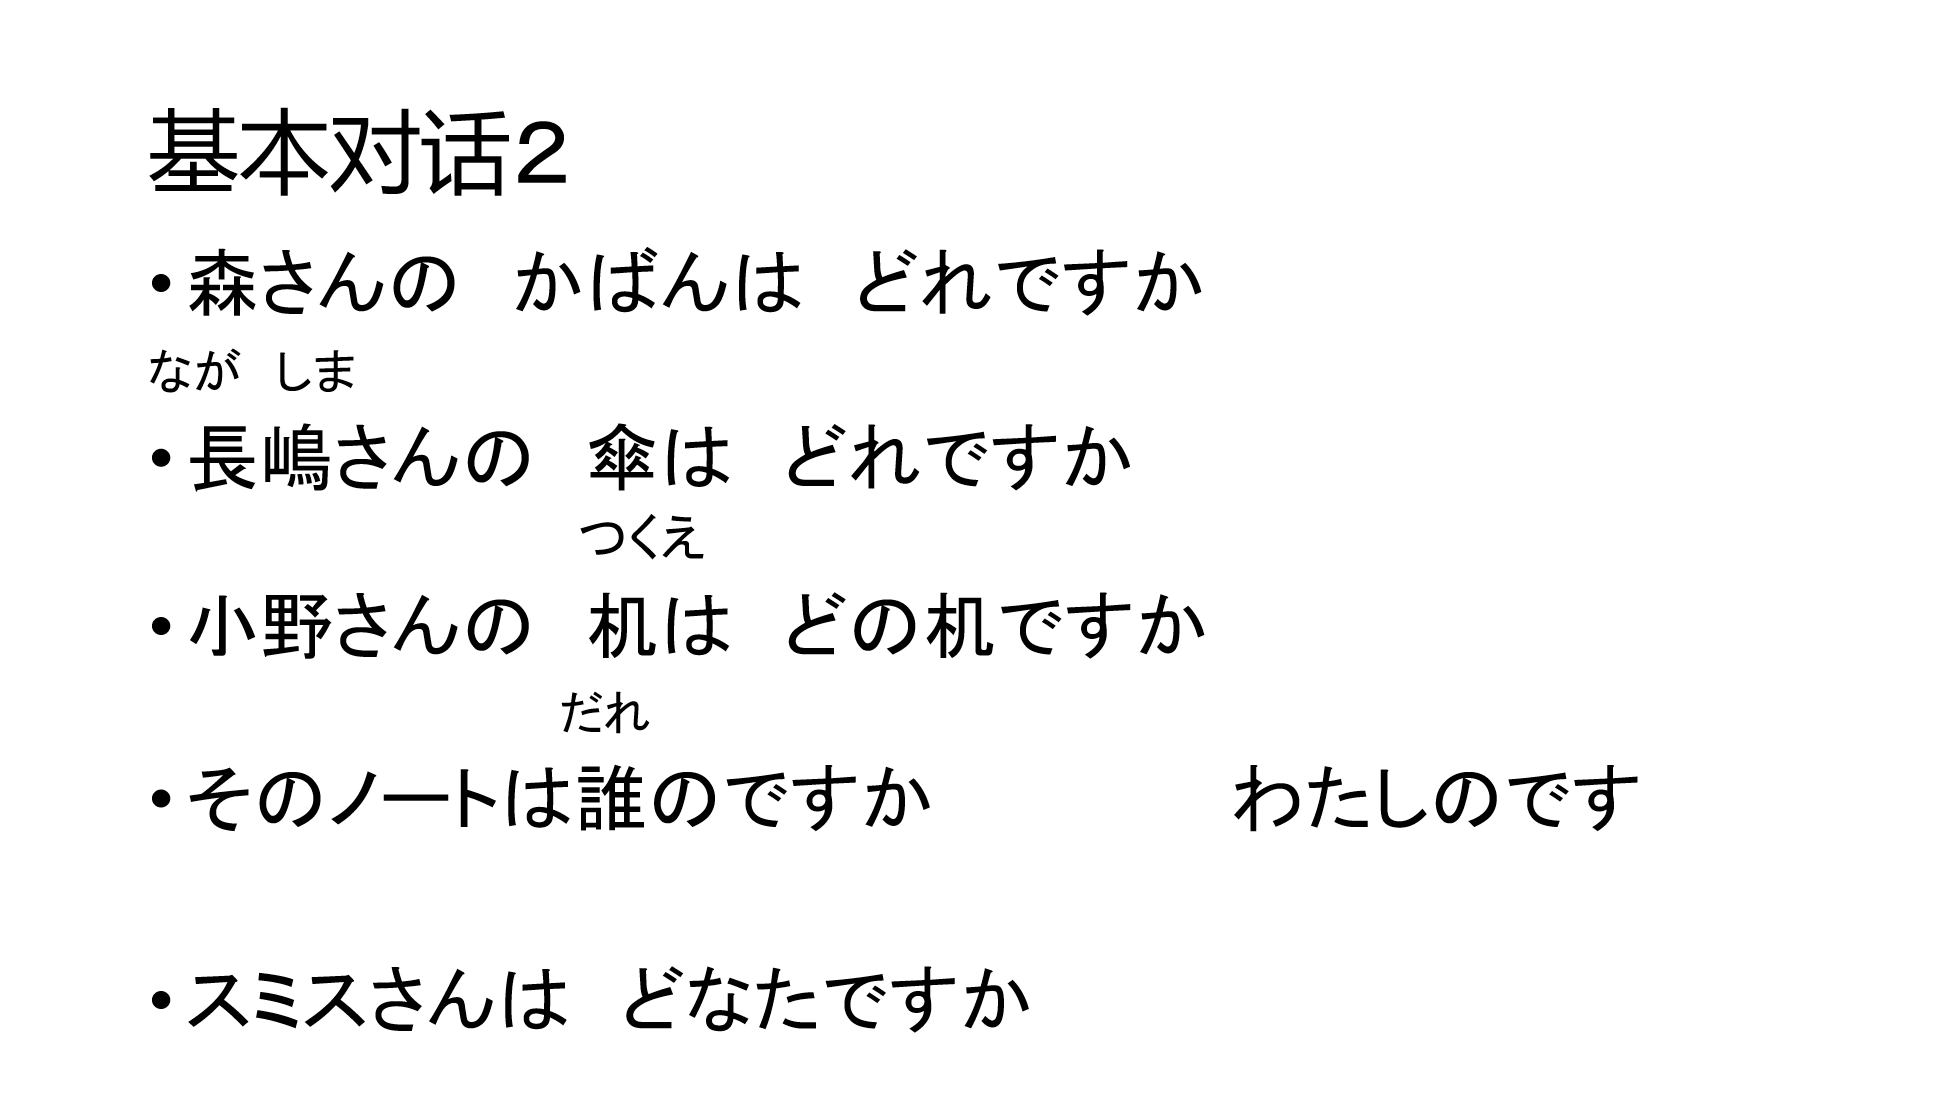 基本对话２
•森さんの　かばんは　どれですか
なが　しま
•長嶋さんの　傘は　どれですか
つくえ
•小野さんの　机は　どの机ですか
だれ
•そのノートは誰のですか　　　　わたしのです
•スミスさんは　どなたですか